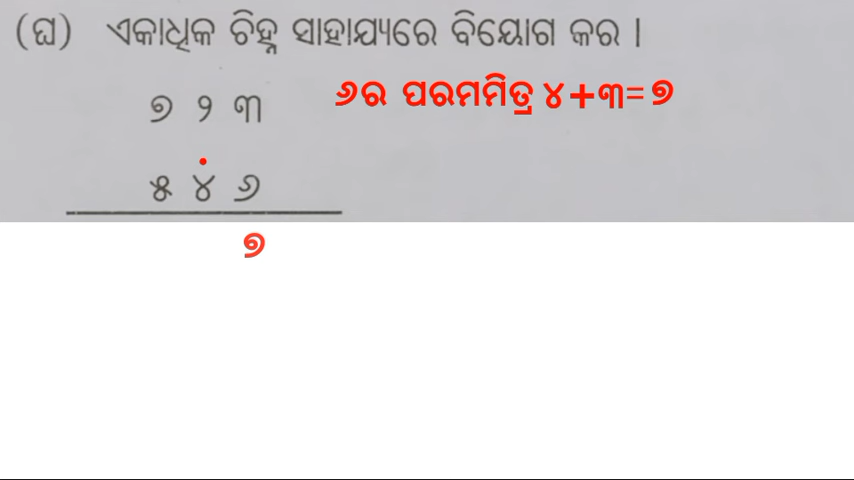 (ଘ) ଏକାଧିକ ଚିହ୍ନ ସାହାଯ୍ୟରେ ବିୟୋଗ କର ।
୭ ୨ ୩ ୬ର ପରମମିତ୍ର ୪+୩=୭
୫ ୪ ୬
୭